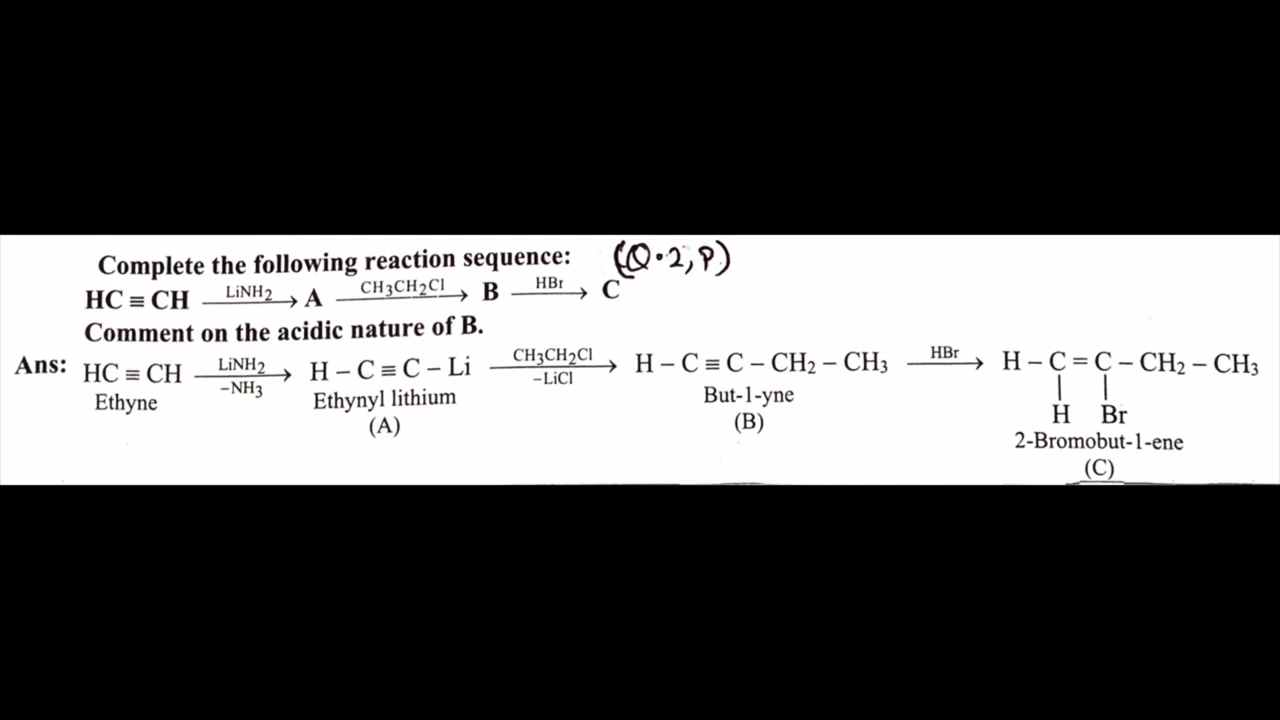 Complete the following reaction sequence: (Q.2, P)
HC ≡ CH —LiNH₂→ A —CH₃CH₂Cl→ B —HBr→ C
Comment on the acidic nature of B.
Ans: HC ≡ CH —LiNH₂→ H – C ≡ C – Li —CH₃CH₂Cl→ H – C ≡ C – CH₂ – CH₃ —HBr→ H – C = C – CH₂ – CH₃
–NH₃ –LiCl | |
Ethyne Ethynyl lithium But-1-yne H Br
(A) (B) 2-Bromobut-1-ene
(C)